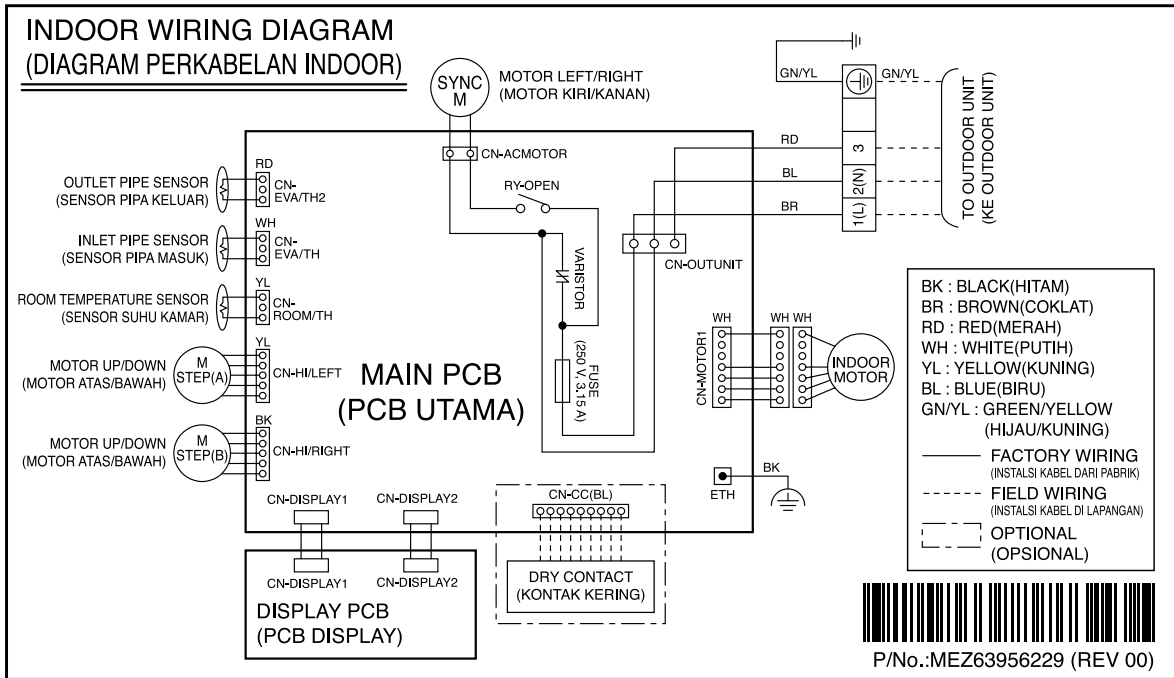 INDOOR WIRING DIAGRAM
(DIAGRAM PERKABELAN INDOOR)
SYNC
M
MOTOR LEFT/RIGHT
(MOTOR KIRI/KANAN)
CN-ACMOTOR
RY-OPEN
VARISTOR
FUSE
(250 V, 3.15 A)
GN/YL
GN/YL
RD
BL
BR
3
2(N)
1(L)
TO OUTDOOR UNIT
(KE OUTDOOR UNIT)
CN-OUTUNIT
OUTLET PIPE SENSOR
(SENSOR PIPA KELUAR)
RD
CN-
EVA/TH2
INLET PIPE SENSOR
(SENSOR PIPA MASUK)
WH
CN-
EVA/TH
ROOM TEMPERATURE SENSOR
(SENSOR SUHU KAMAR)
YL
CN-
ROOM/TH
MOTOR UP/DOWN
(MOTOR ATAS/BAWAH)
M
STEP(A)
YL
CN-HI/LEFT
MOTOR UP/DOWN
(MOTOR ATAS/BAWAH)
M
STEP(B)
BK
CN-HI/RIGHT
MAIN PCB
(PCB UTAMA)
WH
WH WH
CN-MOTOR1
INDOOR
MOTOR
ETH
BK
CN-DISPLAY1
CN-DISPLAY2
CN-DISPLAY1
CN-DISPLAY2
DISPLAY PCB
(PCB DISPLAY)
CN-CC(BL)
DRY CONTACT
(KONTAK KERING)
BK : BLACK(HITAM)
BR : BROWN(COKLAT)
RD : RED(MERAH)
WH : WHITE(PUTIH)
YL : YELLOW(KUNING)
BL : BLUE(BIRU)
GN/YL : GREEN/YELLOW
(HIJAU/KUNING)
FACTORY WIRING
(INSTALSI KABEL DARI PABRIK)
FIELD WIRING
(INSTALSI KABEL DI LAPANGAN)
OPTIONAL
(OPSIONAL)
P/No.:MEZ63956229 (REV 00)